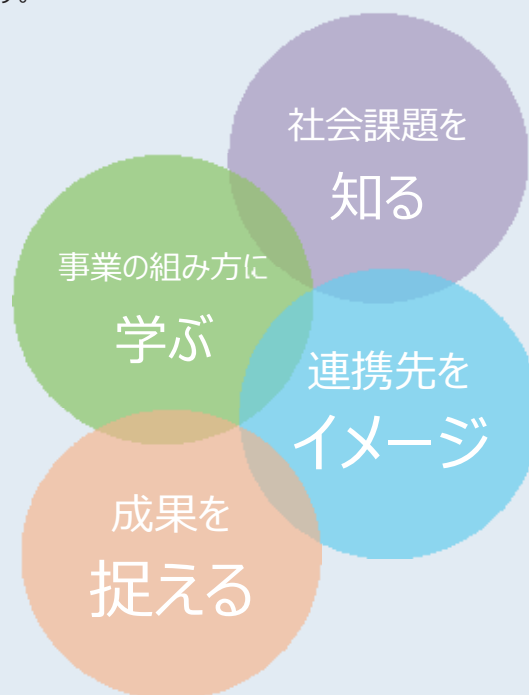 す。
社会課題を
知る
事業の組み方に
学ぶ
連携先を
イメージ
成果を
捉える